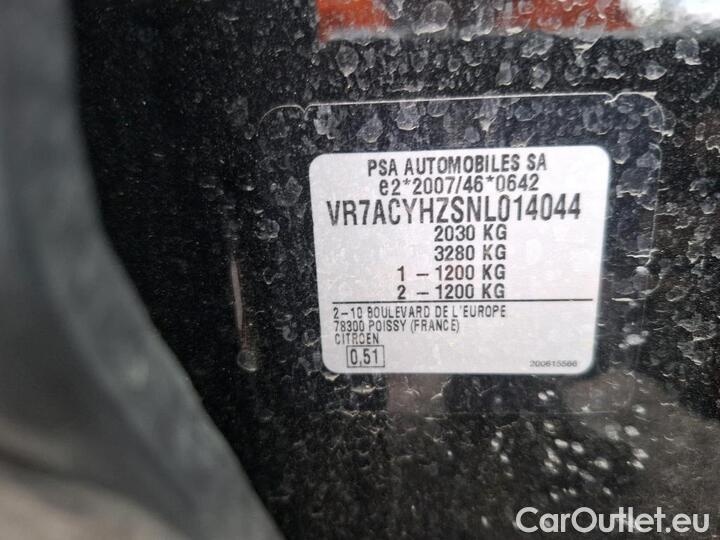 PSA AUTOMOBILES SA
e2*2007/46*0642
VR7ACYHZSNL014044
2030 KG
3280 KG
1 – 1200 KG
2 – 1200 KG
2–10 BOULEVARD DE L'EUROPE
78300 POISSY (FRANCE)
CITROEN
0,51
200615566
CarOutlet.eu